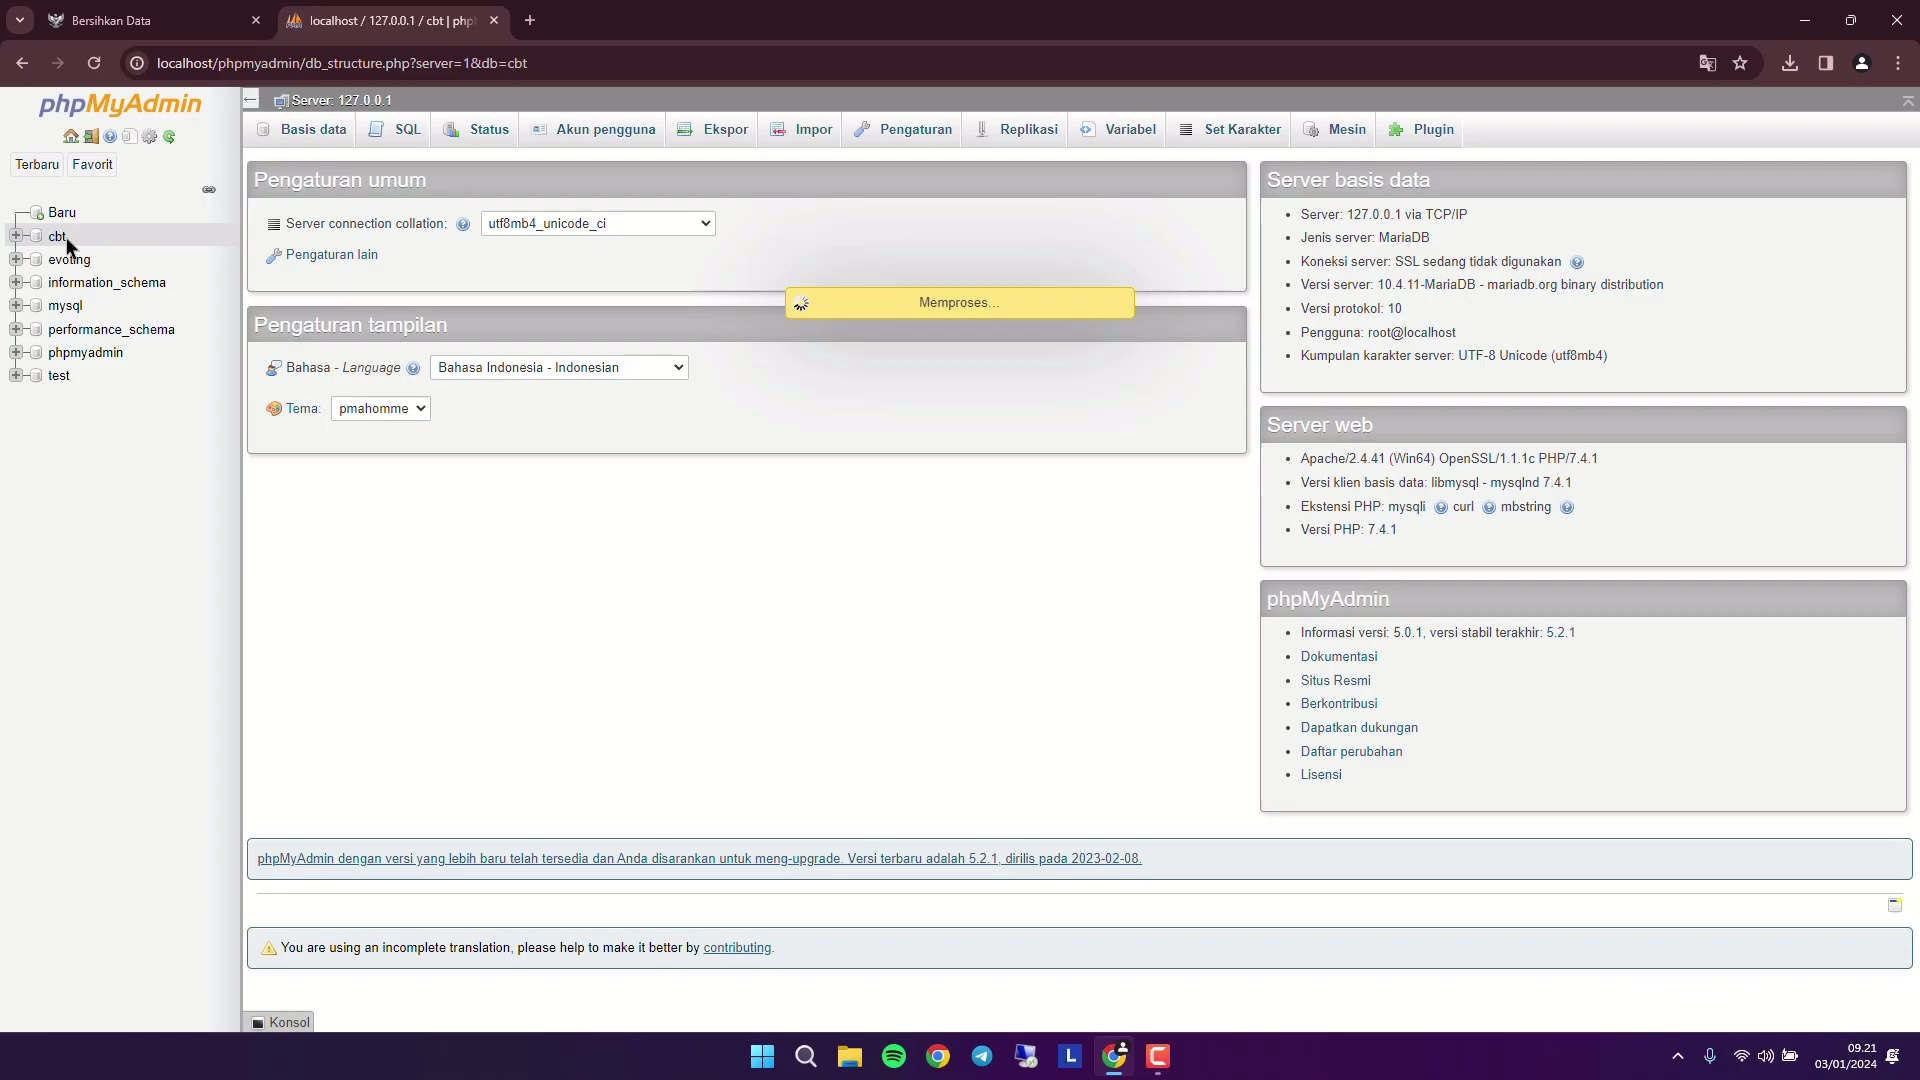 Bersihkan Data
localhost / 127.0.0.1 / cbt | php
localhost/phpmyadmin/db_structure.php?server=1&db=cbt
phpMyAdmin
Terbaru
Favorit
Baru
cbt
evoting
information_schema
mysql
performance_schema
phpmyadmin
test
Server: 127.0.0.1
Basis data
SQL
Status
Akun pengguna
Ekspor
Impor
Pengaturan
Replikasi
Variabel
Set Karakter
Mesin
Plugin
Pengaturan umum
Server connection collation:
utf8mb4_unicode_ci
Pengaturan lain
Memproses...
Pengaturan tampilan
Bahasa - Language
Bahasa Indonesia - Indonesian
Tema:
pmahomme
Server basis data
Server: 127.0.0.1 via TCP/IP
Jenis server: MariaDB
Koneksi server: SSL sedang tidak digunakan
Versi server: 10.4.11-MariaDB - mariadb.org binary distribution
Versi protokol: 10
Pengguna: root@localhost
Kumpulan karakter server: UTF-8 Unicode (utf8mb4)
Server web
Apache/2.4.41 (Win64) OpenSSL/1.1.1c PHP/7.4.1
Versi klien basis data: libmysql - mysqlnd 7.4.1
Ekstensi PHP: mysqli curl mbstring
Versi PHP: 7.4.1
phpMyAdmin
Informasi versi: 5.0.1, versi stabil terakhir: 5.2.1
Dokumentasi
Situs Resmi
Berkontribusi
Dapatkan dukungan
Daftar perubahan
Lisensi
phpMyAdmin dengan versi yang lebih baru telah tersedia dan Anda disarankan untuk meng-upgrade. Versi terbaru adalah 5.2.1, dirilis pada 2023-02-08.
You are using an incomplete translation, please help to make it better by contributing.
Konsol
L
09.21
03/01/2024